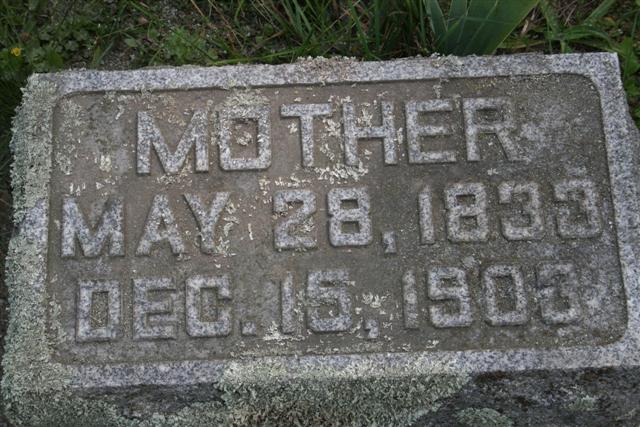 MOTHER
MAY 28, 1833
DEC. 15, 1903